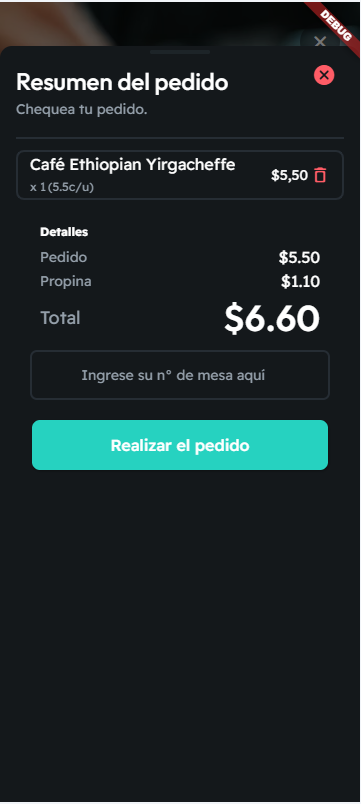 DEBUG
Resumen del pedido
Chequea tu pedido.
Café Ethiopian Yirgacheffe
x 1 (5.5c/u)
$5,50
Detalles
Pedido $5.50
Propina $1.10
Total $6.60
Ingrese su n° de mesa aquí
Realizar el pedido